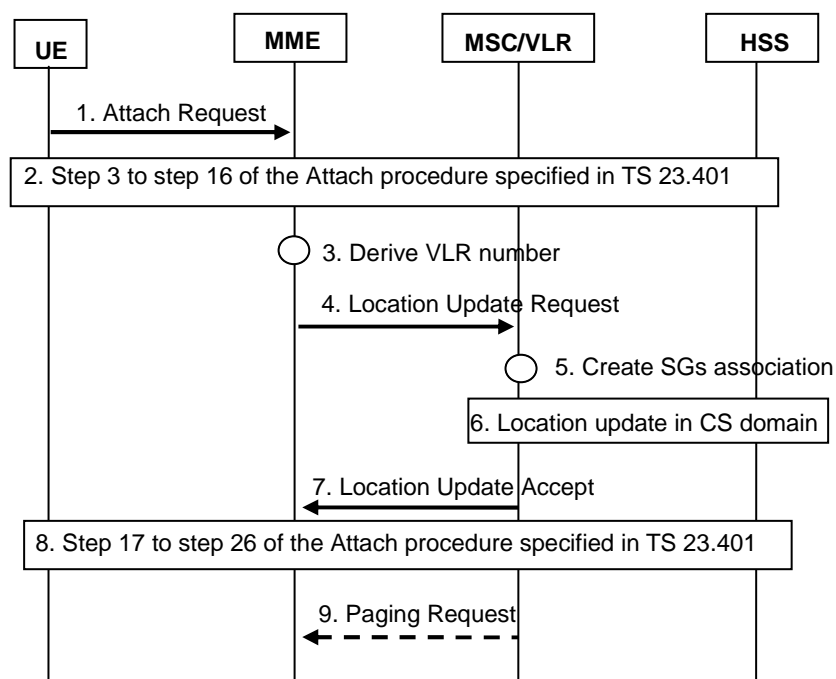 UE
MME
MSC/VLR
HSS
1. Attach Request
2. Step 3 to step 16 of the Attach procedure specified in TS 23.401
3. Derive VLR number
4. Location Update Request
5. Create SGs association
6. Location update in CS domain
7. Location Update Accept
8. Step 17 to step 26 of the Attach procedure specified in TS 23.401
9. Paging Request